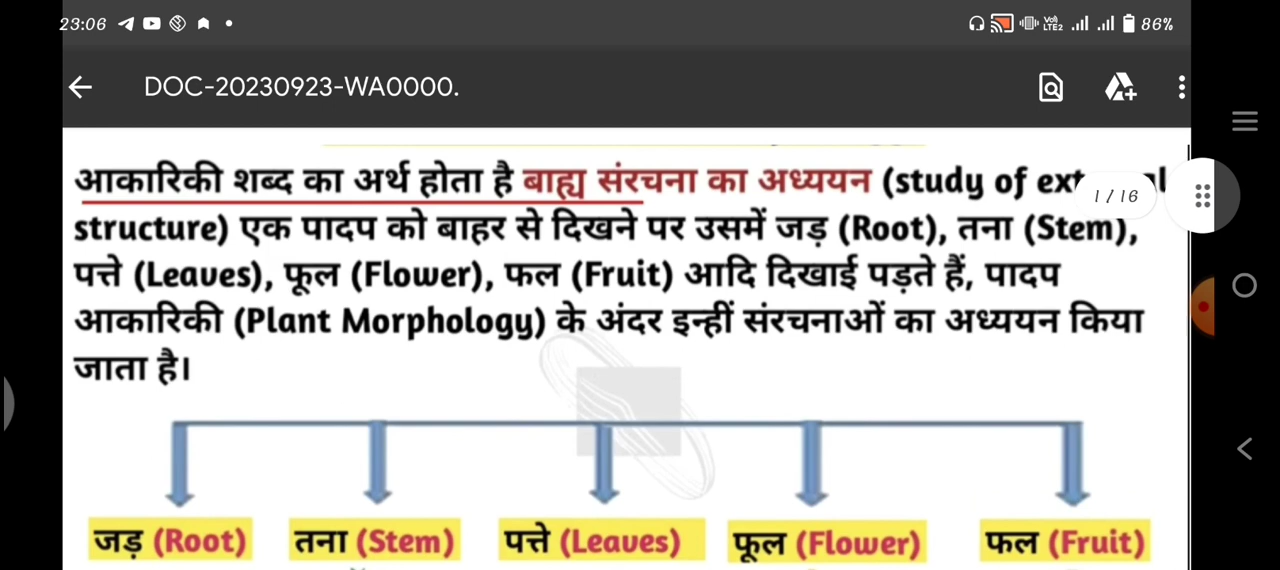 23:06
VoI) LTE2 86%
DOC-20230923-WA0000.
आकारिकी शब्द का अर्थ होता है बाह्य संरचना का अध्ययन (study of
1 / 16
structure) एक पादप को बाहर से दिखने पर उसमें जड़ (Root), तना (Stem),
पत्ते (Leaves), फूल (Flower), फल (Fruit) आदि दिखाई पड़ते हैं, पादप
आकारिकी (Plant Morphology) के अंदर इन्हीं संरचनाओं का अध्ययन किया
जाता है।
जड़ (Root) तना (Stem) पत्ते (Leaves) फूल (Flower) फल (Fruit)